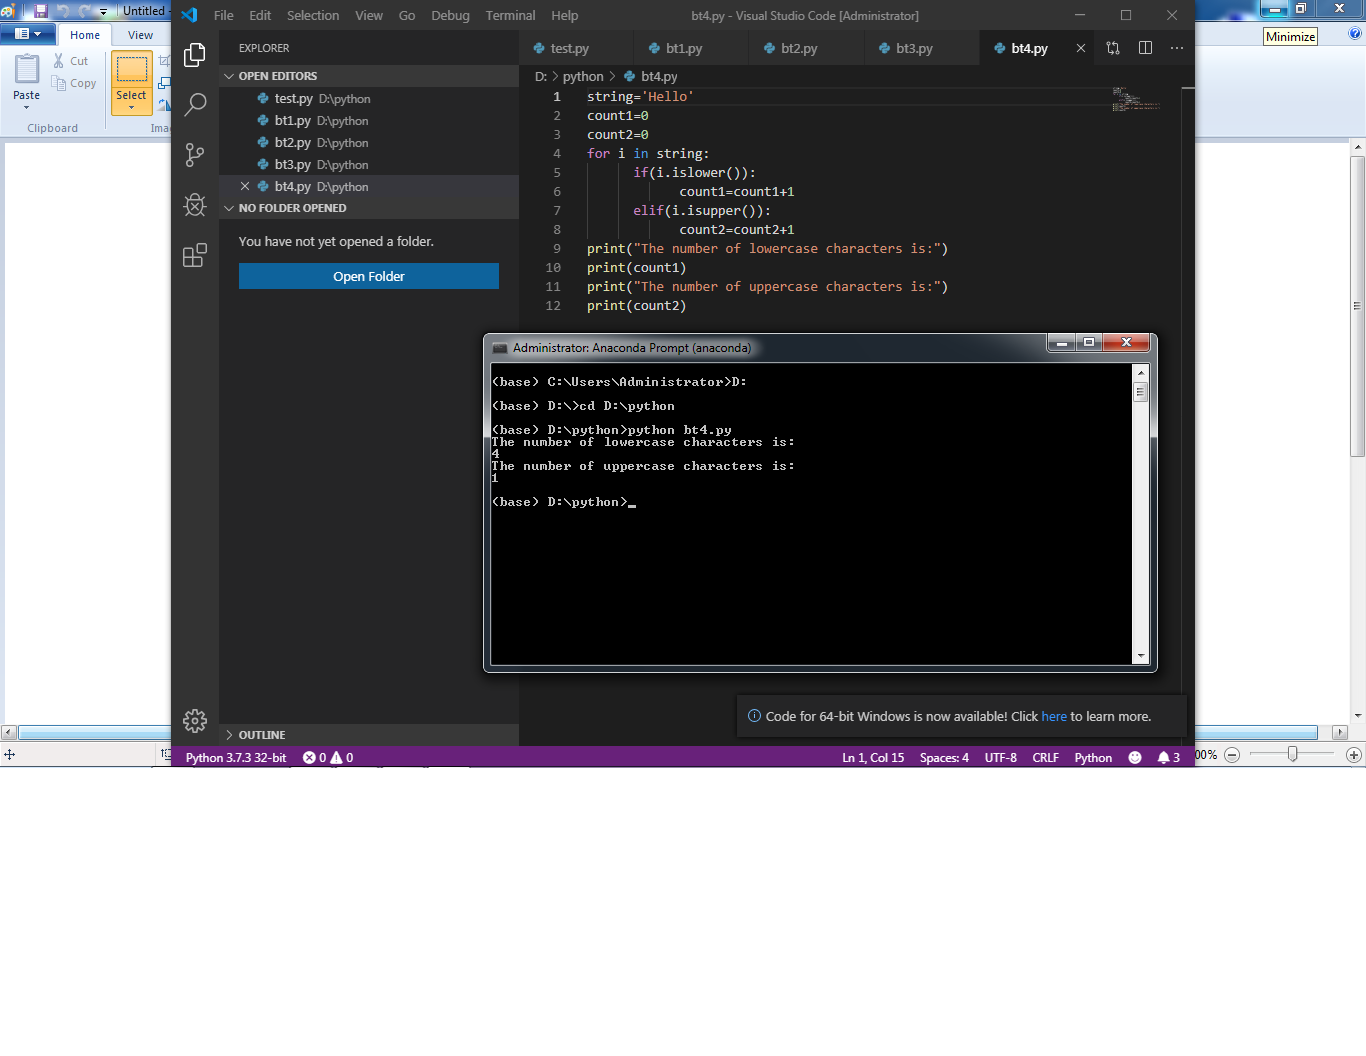 Untitled -
Home
View
Cut
Copy
Paste
Select
Clipboard
Ima
File Edit Selection View Go Debug Terminal Help
bt4.py - Visual Studio Code [Administrator]
Minimize
EXPLORER
OPEN EDITORS
test.py D:\python
bt1.py D:\python
bt2.py D:\python
bt3.py D:\python
bt4.py D:\python
NO FOLDER OPENED
You have not yet opened a folder.
Open Folder
OUTLINE
test.py bt1.py bt2.py bt3.py bt4.py
D: > python > bt4.py
1 string='Hello'
2 count1=0
3 count2=0
4 for i in string:
5 if(i.islower()):
6 count1=count1+1
7 elif(i.isupper()):
8 count2=count2+1
9 print("The number of lowercase characters is:")
10 print(count1)
11 print("The number of uppercase characters is:")
12 print(count2)
Administrator: Anaconda Prompt (anaconda)
(base) C:\Users\Administrator>D:
(base) D:\>cd D:\python
(base) D:\python>python bt4.py
The number of lowercase characters is:
4
The number of uppercase characters is:
1
(base) D:\python>_
Code for 64-bit Windows is now available! Click here to learn more.
Python 3.7.3 32-bit 0 0 Ln 1, Col 15 Spaces: 4 UTF-8 CRLF Python 3
00%